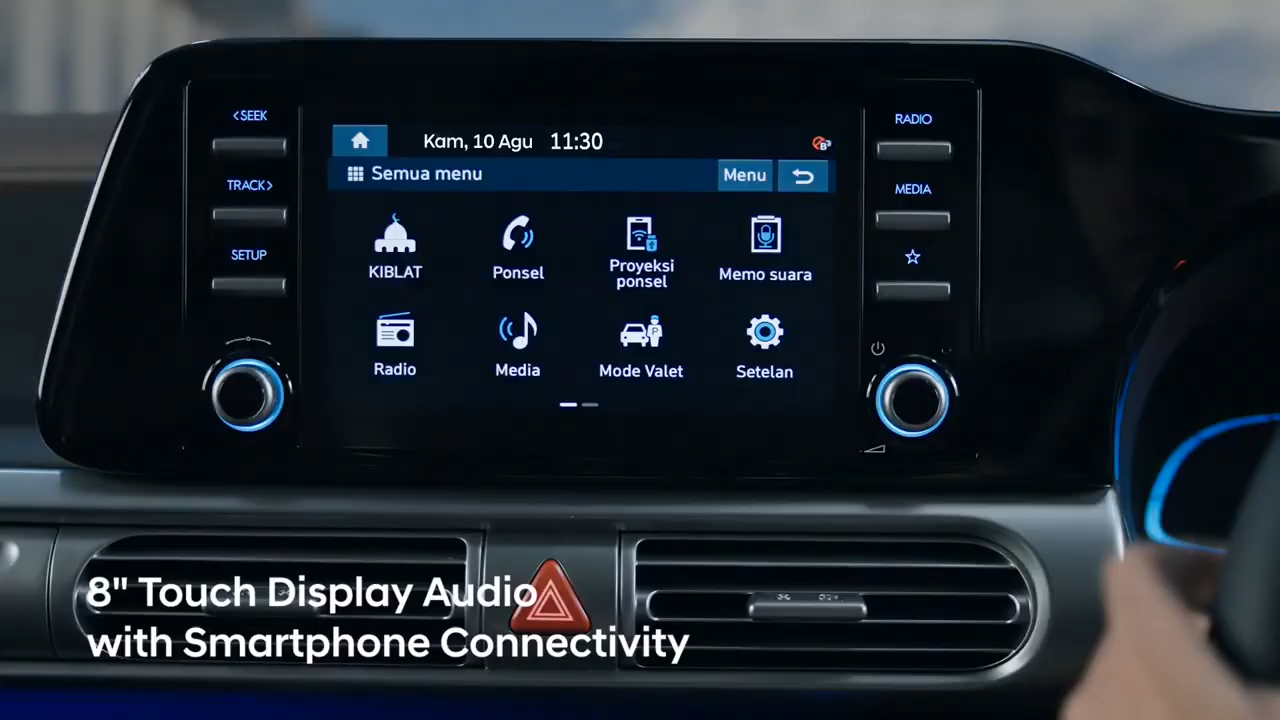 <SEEK
TRACK>
SETUP
Kam, 10 Agu 11:30
Semua menu
Menu
KIBLAT
Ponsel
Proyeksi
ponsel
Memo suara
Radio
Media
Mode Valet
Setelan
RADIO
MEDIA
8" Touch Display Audio
with Smartphone Connectivity